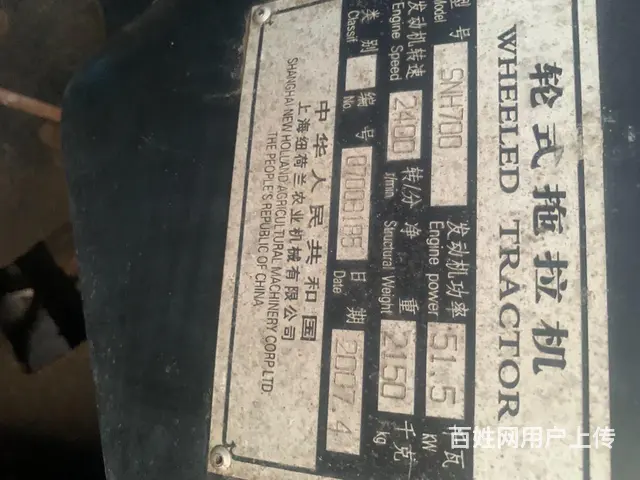 轮式拖拉机
WHEELED TRACTOR
型号 SNH700 发动机功率 51.5 千瓦
Model Engine power KW
发动机转速 2400 转/分 净重 2150 千克
Engine Speed r/min Structural Weight kg
类别 编号 日期 2007.4
Classif No. Date
中华人民共和国
上海纽荷兰农业机械有限公司
SHANGHAI NEW HOLLAND AGRICULTURAL MACHINERY CORP.LTD
THE PEOPLE'S REPUBLIC OF CHINA.
百姓网用户上传